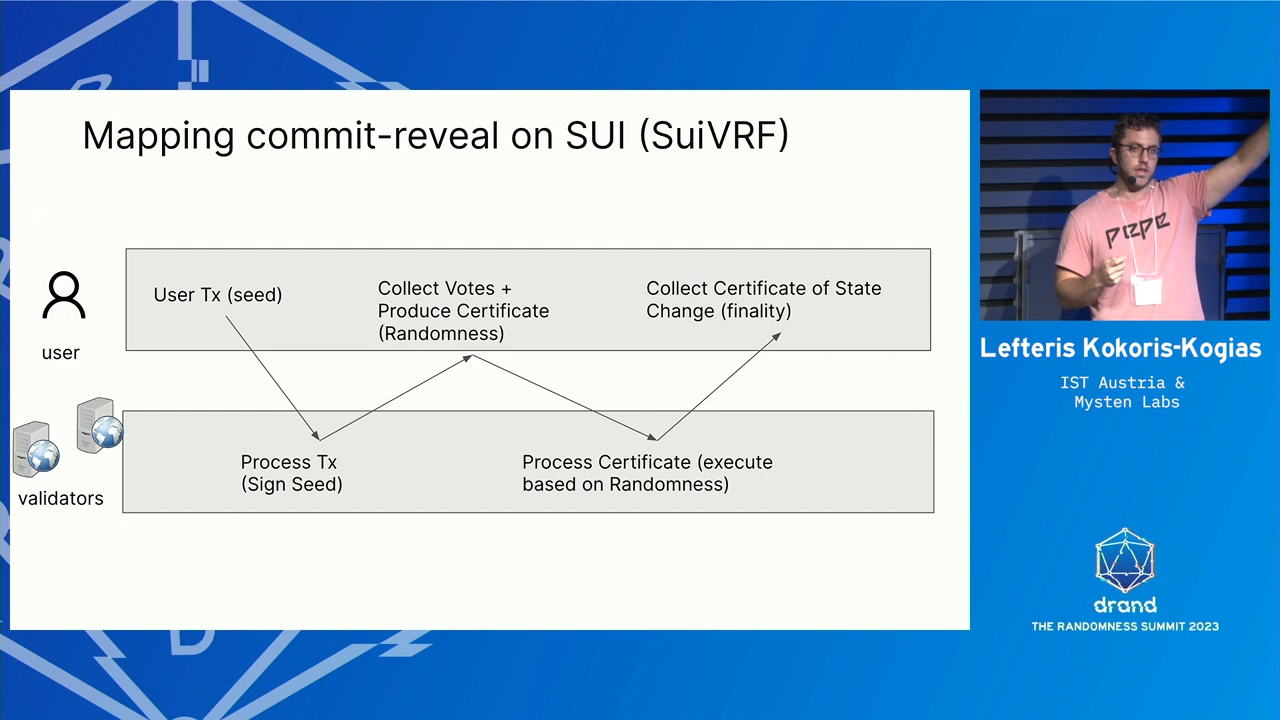 Mapping commit-reveal on SUI (SuiVRF)
user
User Tx (seed)
Collect Votes +
Produce Certificate
(Randomness)
Collect Certificate of State
Change (finality)
validators
Process Tx
(Sign Seed)
Process Certificate (execute
based on Randomness)
pepe
Lefteris Kokoris-Kogias
IST Austria &
Mysten Labs
drand
THE RANDOMNESS SUMMIT 2023